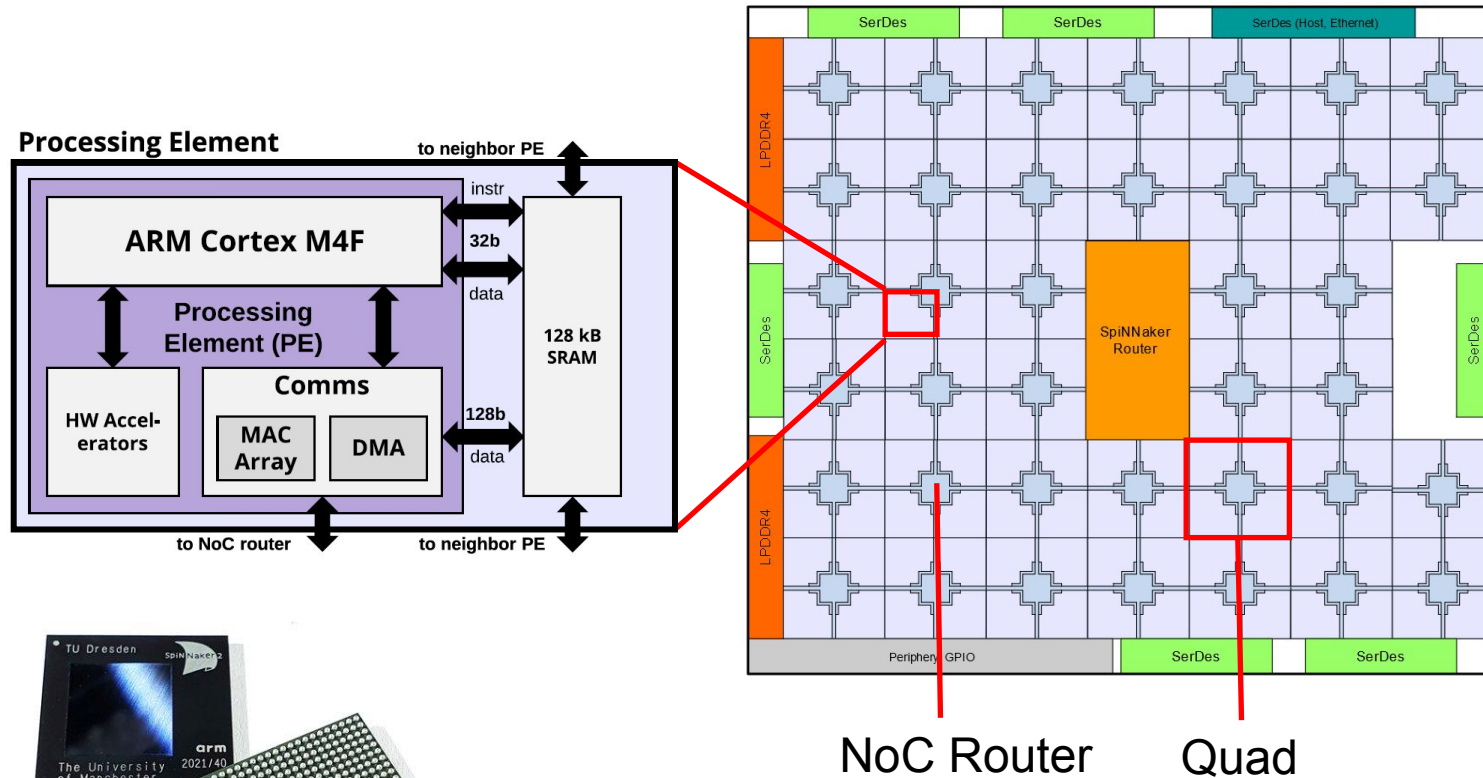 SerDes
SerDes
SerDes (Host, Ethernet)
LPDDR4
SerDes
LPDDR4
SpiNNaker
Router
SerDes
Periphery, GPIO
SerDes
SerDes
NoC Router
Quad
Processing Element
to neighbor PE
ARM Cortex M4F
instr
32b
data
Processing
Element (PE)
128 kB
SRAM
HW Accel-
erators
Comms
MAC
Array
DMA
128b
data
to NoC router
to neighbor PE
TU Dresden
SpiNNaker2
arm
2021/40
The University
of Manchester